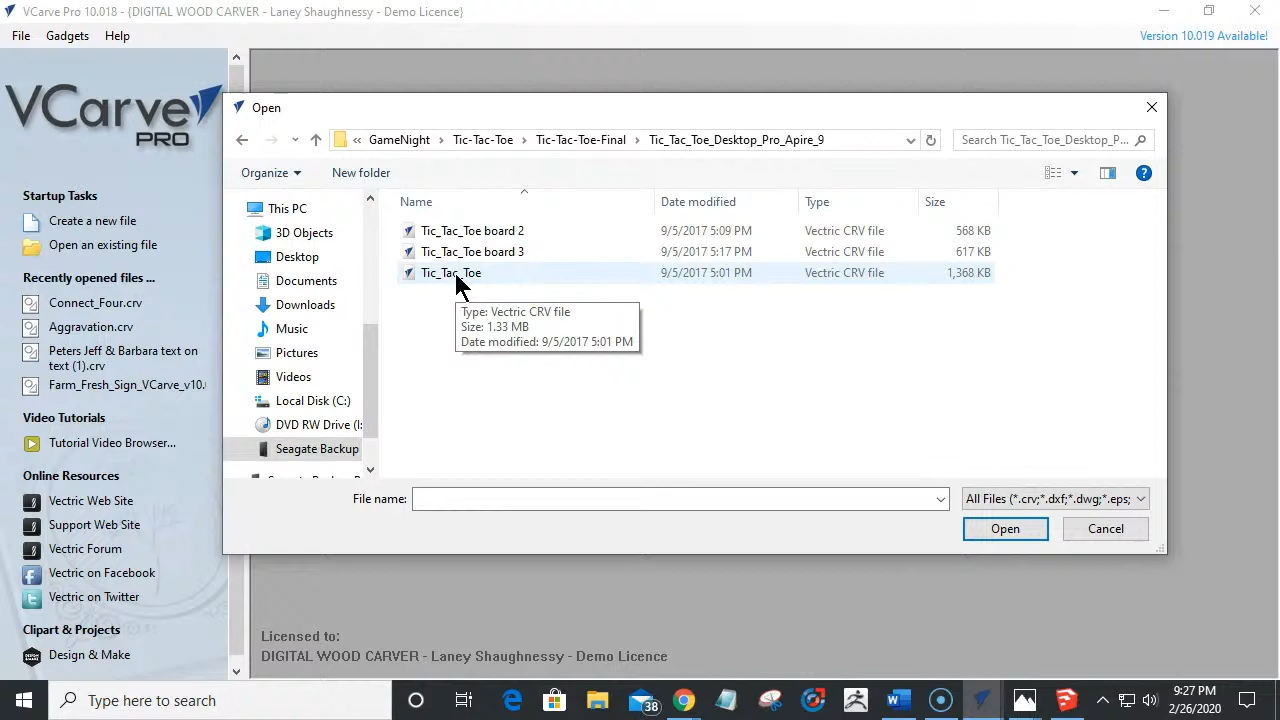 VCarve Pro 10.018 - {DIGITAL WOOD CARVER - Laney Shaughnessy - Demo Licence}
File Gadgets Help
Version 10.019 Available!
VCarve
PRO
Startup Tasks
Create a new file
Open an existing file
Recently opened files ...
Connect_Four.crv
Aggravation.crv
Peters Jeff & Barbara text on
text (1).crv
Farm_Fresh_Sign_VCarve_v10.
Video Tutorials
Tutorial Video Browser...
Online Resources
Vectric Web Site
Support Web Site
Vectric Forum
Vectric on Facebook
Vectric on Twitter
Clipart & Projects
Design & Make
Open
« GameNight > Tic-Tac-Toe > Tic-Tac-Toe-Final > Tic_Tac_Toe_Desktop_Pro_Apire_9
Search Tic_Tac_Toe_Desktop_P...
Organize New folder
This PC
3D Objects
Desktop
Documents
Downloads
Music
Pictures
Videos
Local Disk (C:)
DVD RW Drive (I:
Seagate Backup
Name Date modified Type Size
Tic_Tac_Toe board 2 9/5/2017 5:09 PM Vectric CRV file 568 KB
Tic_Tac_Toe board 3 9/5/2017 5:17 PM Vectric CRV file 617 KB
Tic_Tac_Toe 9/5/2017 5:01 PM Vectric CRV file 1,368 KB
Type: Vectric CRV file
Size: 1.33 MB
Date modified: 9/5/2017 5:01 PM
File name:
All Files (*.crv;*.dxf;*.dwg;*.eps;
Open Cancel
Licensed to:
DIGITAL WOOD CARVER - Laney Shaughnessy - Demo Licence
Type here to search
38
9:27 PM
2/26/2020